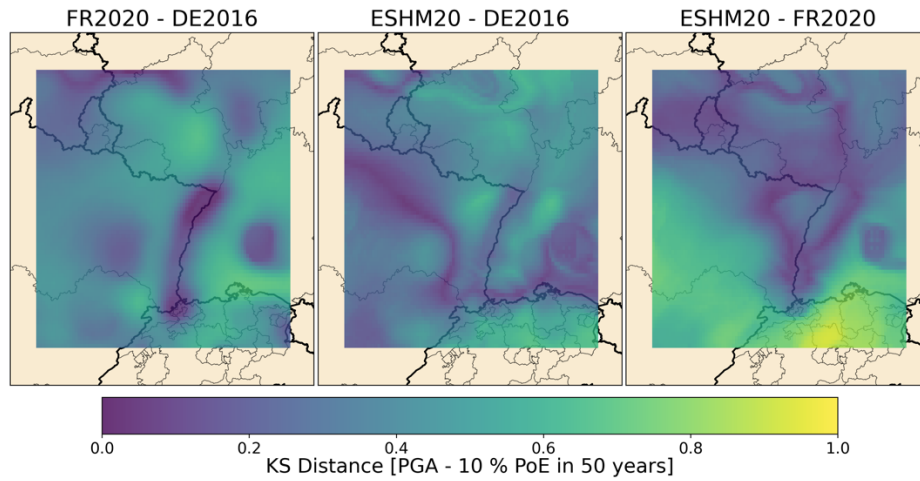 FR2020 - DE2016
ESHM20 - DE2016
ESHM20 - FR2020
0.0 0.2 0.4 0.6 0.8 1.0
KS Distance [PGA - 10 % PoE in 50 years]